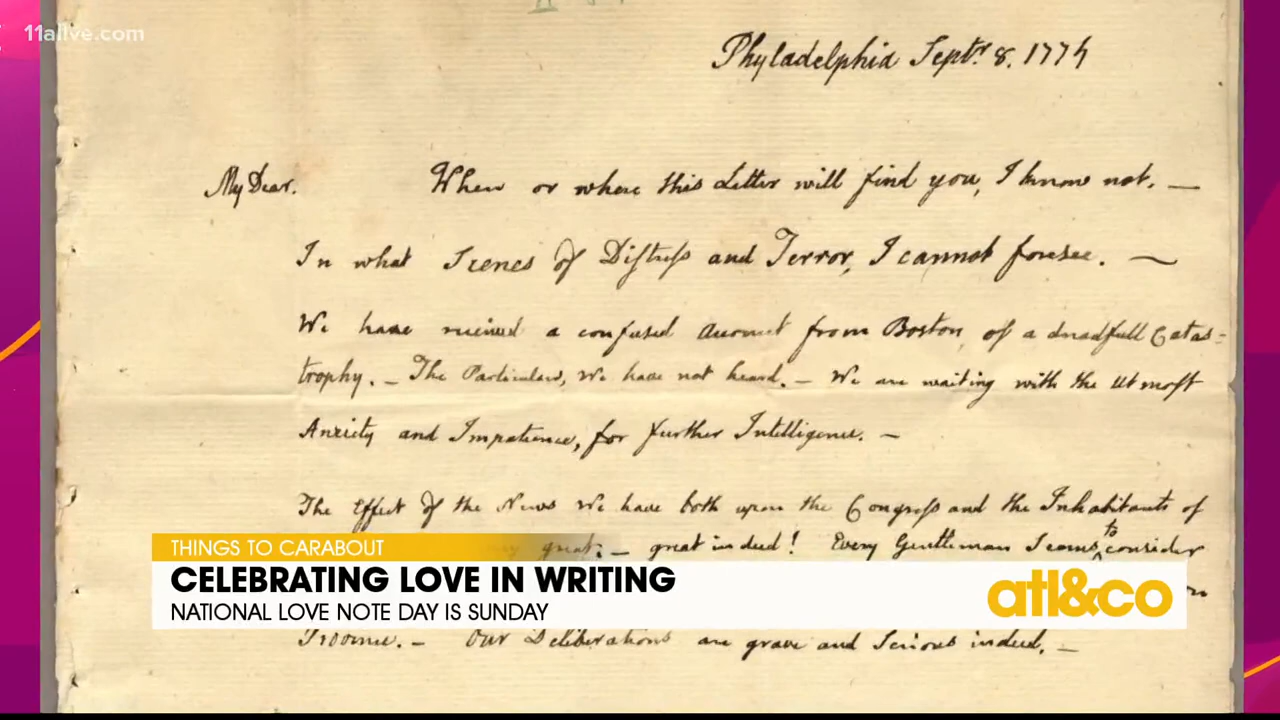 11alive.com
Phyladelphia Septr. 8. 1774
My Dear. When or where this Letter will find you, I know not. —
In what Scenes of Distress and Terror, I cannot foresee. —
We have received a confused Account from Boston, of a dreadfull Catas=
trophy. — The Particulars, We have not heard. — We are waiting with the Utmost
Anxiety and Impatience, for further Intelligence. —
The Effect of the News We have both upon the Congress and the Inhabitants of
great; — great indeed! Every Gentleman Seems to consider
THINGS TO CARABOUT
CELEBRATING LOVE IN WRITING
NATIONAL LOVE NOTE DAY IS SUNDAY
atl&co
Our Deliberations are grave and Serious indeed. —